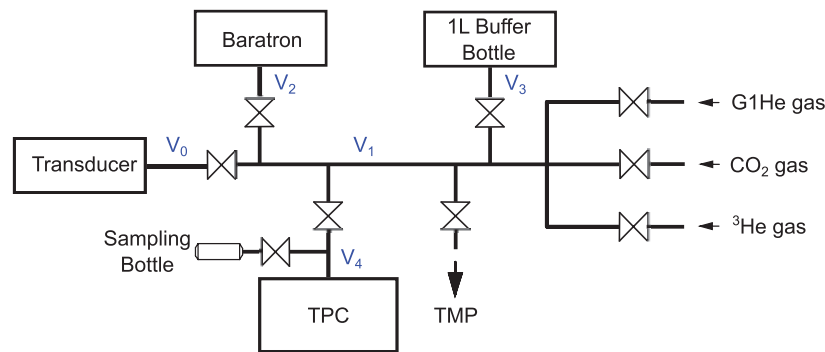 Baratron
1L Buffer
Bottle
V2
V3
G1He gas
V0
V1
Transducer
CO2 gas
3He gas
Sampling
Bottle
V4
TPC
TMP